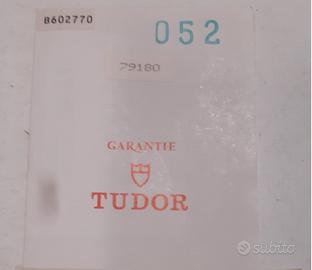 B602770
052
79180
GARANTIE
TUDOR
subito